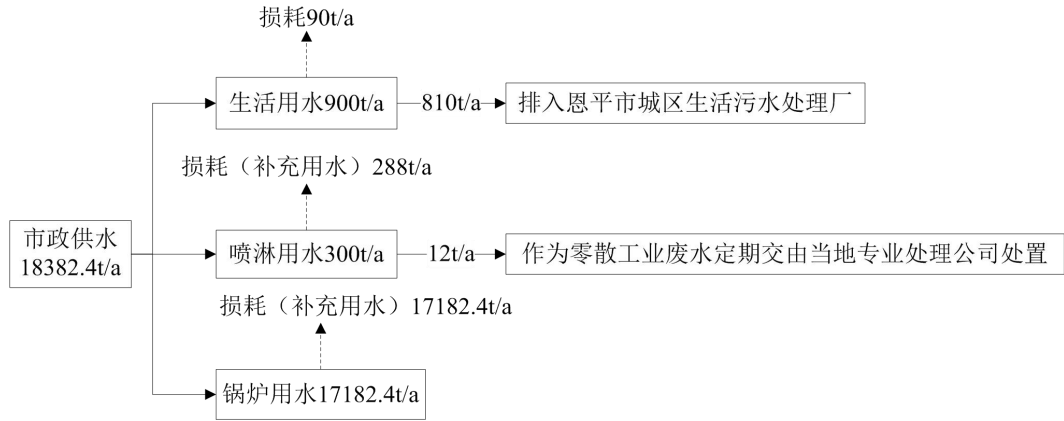 损耗90t/a
生活用水900t/a
810t/a
排入恩平市城区生活污水处理厂
损耗（补充用水）288t/a
市政供水
18382.4t/a
喷淋用水300t/a
12t/a
作为零散工业废水定期交由当地专业处理公司处置
损耗（补充用水）17182.4t/a
锅炉用水17182.4t/a